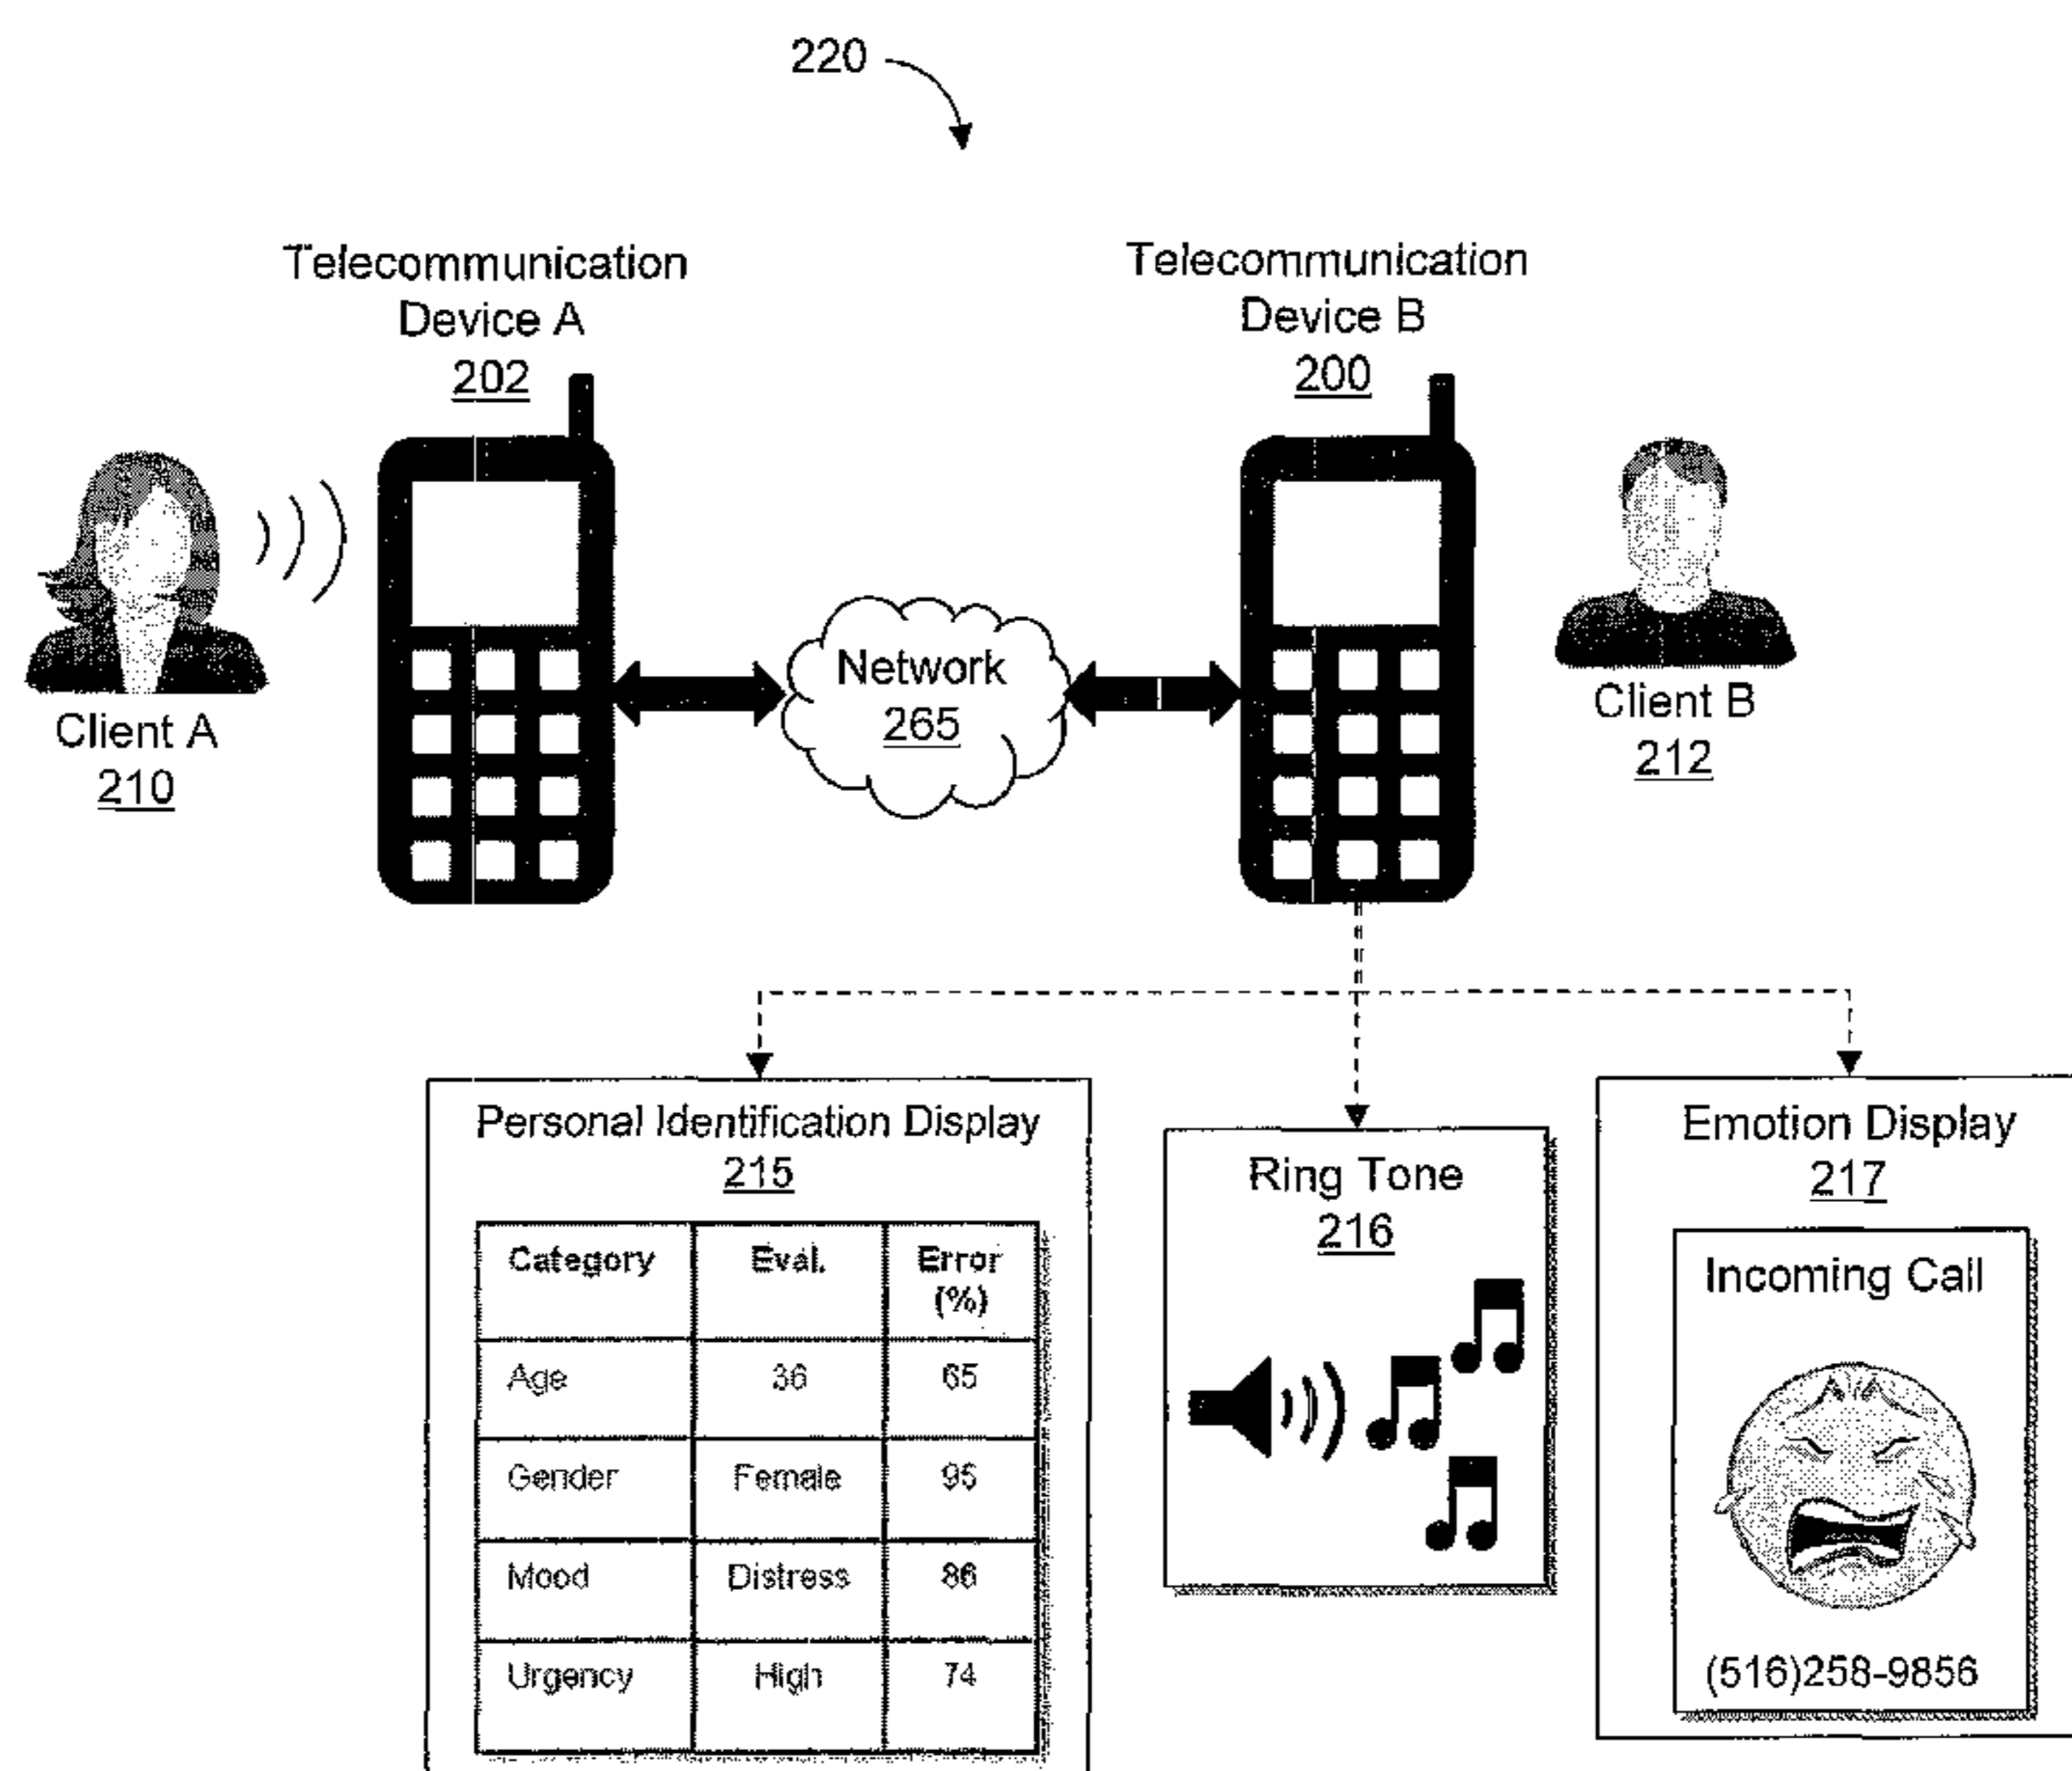 220
Telecommunication
Device A
202
Telecommunication
Device B
200
Client A
210
Network
265
Client B
212
Personal Identification Display
215
Category Eval. Error
(%)
Age 36 65
Gender Female 95
Mood Distress 86
Urgency High 74
Ring Tone
216
Emotion Display
217
Incoming Call
(516)258-9856